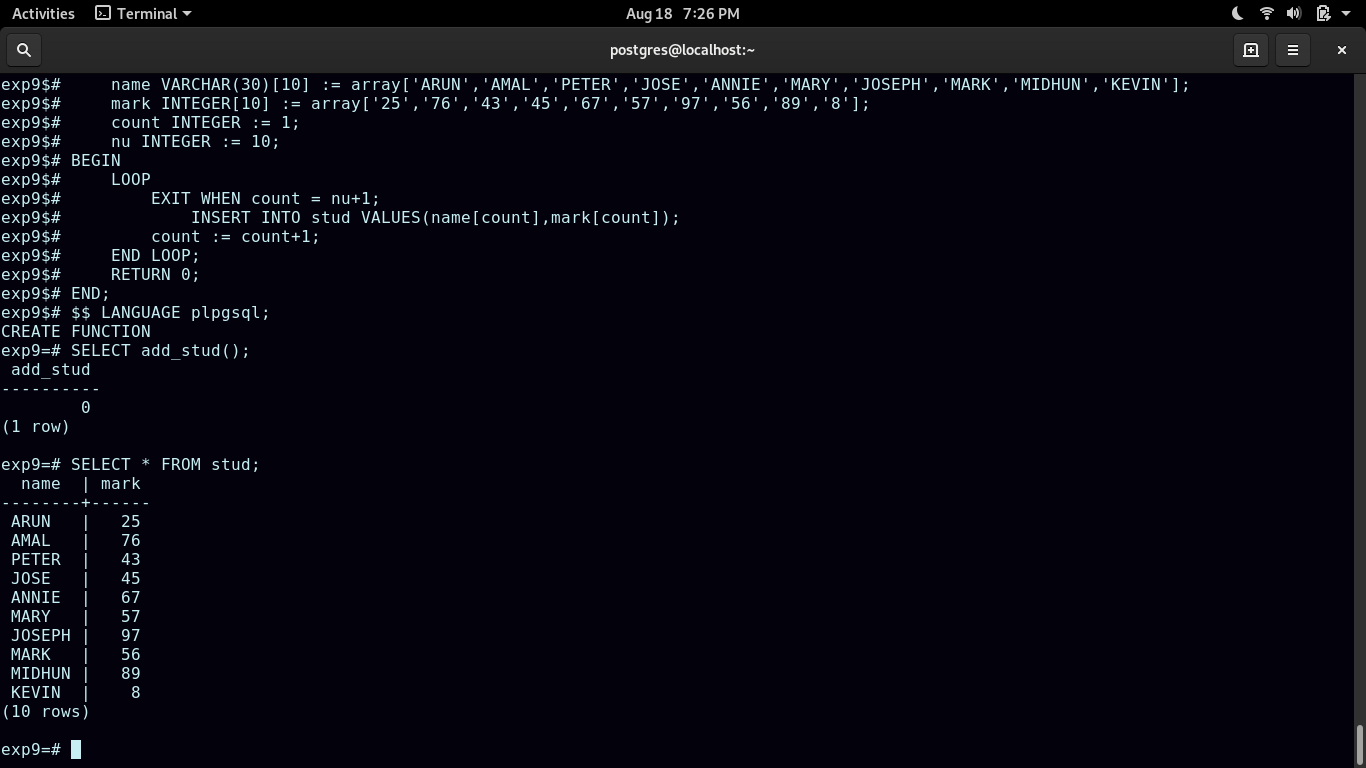 Activities Terminal Aug 18 7:26 PM
postgres@localhost:~
exp9$#     name VARCHAR(30)[10] := array['ARUN','AMAL','PETER','JOSE','ANNIE','MARY','JOSEPH','MARK','MIDHUN','KEVIN'];
exp9$#     mark INTEGER[10] := array['25','76','43','45','67','57','97','56','89','8'];
exp9$#     count INTEGER := 1;
exp9$#     nu INTEGER := 10;
exp9$# BEGIN
exp9$#     LOOP
exp9$#         EXIT WHEN count = nu+1;
exp9$#             INSERT INTO stud VALUES(name[count],mark[count]);
exp9$#         count := count+1;
exp9$#     END LOOP;
exp9$#     RETURN 0;
exp9$# END;
exp9$# $$ LANGUAGE plpgsql;
CREATE FUNCTION
exp9=# SELECT add_stud();
 add_stud
----------
        0
(1 row)

exp9=# SELECT * FROM stud;
  name  | mark
--------+------
 ARUN   |   25
 AMAL   |   76
 PETER  |   43
 JOSE   |   45
 ANNIE  |   67
 MARY   |   57
 JOSEPH |   97
 MARK   |   56
 MIDHUN |   89
 KEVIN  |    8
(10 rows)

exp9=#